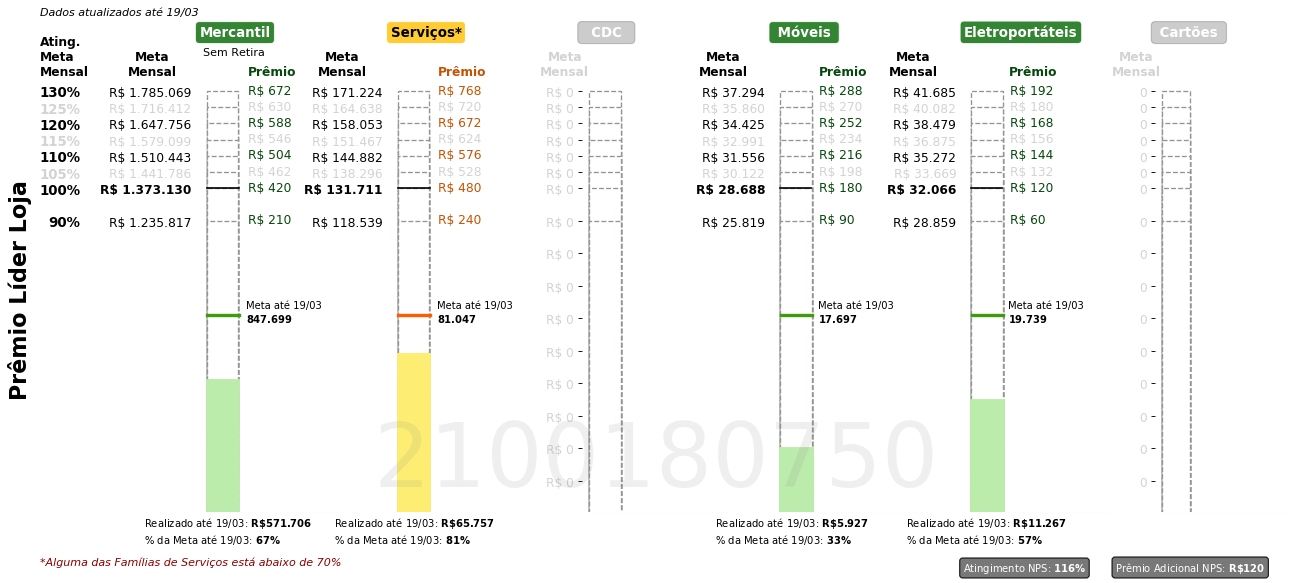 Dados atualizados até 19/03
Mercantil Serviços* CDC Móveis Eletroportáteis Cartões
Sem Retira
Ating. Meta Mensal
Meta Mensal Prêmio Meta Mensal Prêmio Meta Mensal Meta Mensal Prêmio Meta Mensal Prêmio Meta Mensal
130% R$ 1.785.069 R$ 672 R$ 171.224 R$ 768 R$ 0 R$ 37.294 R$ 288 R$ 41.685 R$ 192 0
125% R$ 1.716.412 R$ 630 R$ 164.638 R$ 720 R$ 0 R$ 35.860 R$ 270 R$ 40.082 R$ 180 0
120% R$ 1.647.756 R$ 588 R$ 158.053 R$ 672 R$ 0 R$ 34.425 R$ 252 R$ 38.479 R$ 168 0
115% R$ 1.579.099 R$ 546 R$ 151.467 R$ 624 R$ 0 R$ 32.991 R$ 234 R$ 36.875 R$ 156 0
110% R$ 1.510.443 R$ 504 R$ 144.882 R$ 576 R$ 0 R$ 31.556 R$ 216 R$ 35.272 R$ 144 0
105% R$ 1.441.786 R$ 462 R$ 138.296 R$ 528 R$ 0 R$ 30.122 R$ 198 R$ 33.669 R$ 132 0
100% R$ 1.373.130 R$ 420 R$ 131.711 R$ 480 R$ 0 R$ 28.688 R$ 180 R$ 32.066 R$ 120 0
90% R$ 1.235.817 R$ 210 R$ 118.539 R$ 240 R$ 0 R$ 25.819 R$ 90 R$ 28.859 R$ 60 0
R$ 0 0
R$ 0 0
Prêmio Líder Loja
Meta até 19/03 Meta até 19/03 Meta até 19/03 Meta até 19/03
847.699 81.047 R$ 0 17.697 19.739 0
R$ 0 0
R$ 0 0
R$ 0 0
R$ 0 0
R$ 0 0
2100180750
Realizado até 19/03: R$571.706 Realizado até 19/03: R$65.757 Realizado até 19/03: R$5.927 Realizado até 19/03: R$11.267
% da Meta até 19/03: 67% % da Meta até 19/03: 81% % da Meta até 19/03: 33% % da Meta até 19/03: 57%
*Alguma das Famílias de Serviços está abaixo de 70%
Atingimento NPS: 116% Prêmio Adicional NPS: R$120